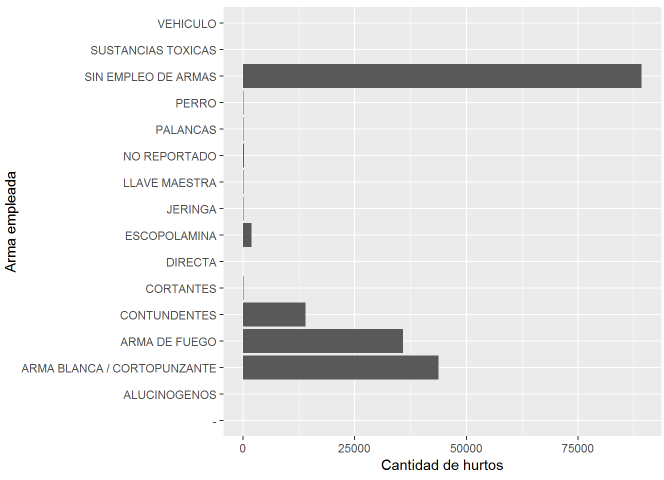 VEHICULO
SUSTANCIAS TOXICAS
SIN EMPLEO DE ARMAS
PERRO
PALANCAS
NO REPORTADO
LLAVE MAESTRA
JERINGA
ESCOPOLAMINA
DIRECTA
CORTANTES
CONTUNDENTES
ARMA DE FUEGO
ARMA BLANCA / CORTOPUNZANTE
ALUCINOGENOS
-
Arma empleada
0 25000 50000 75000
Cantidad de hurtos